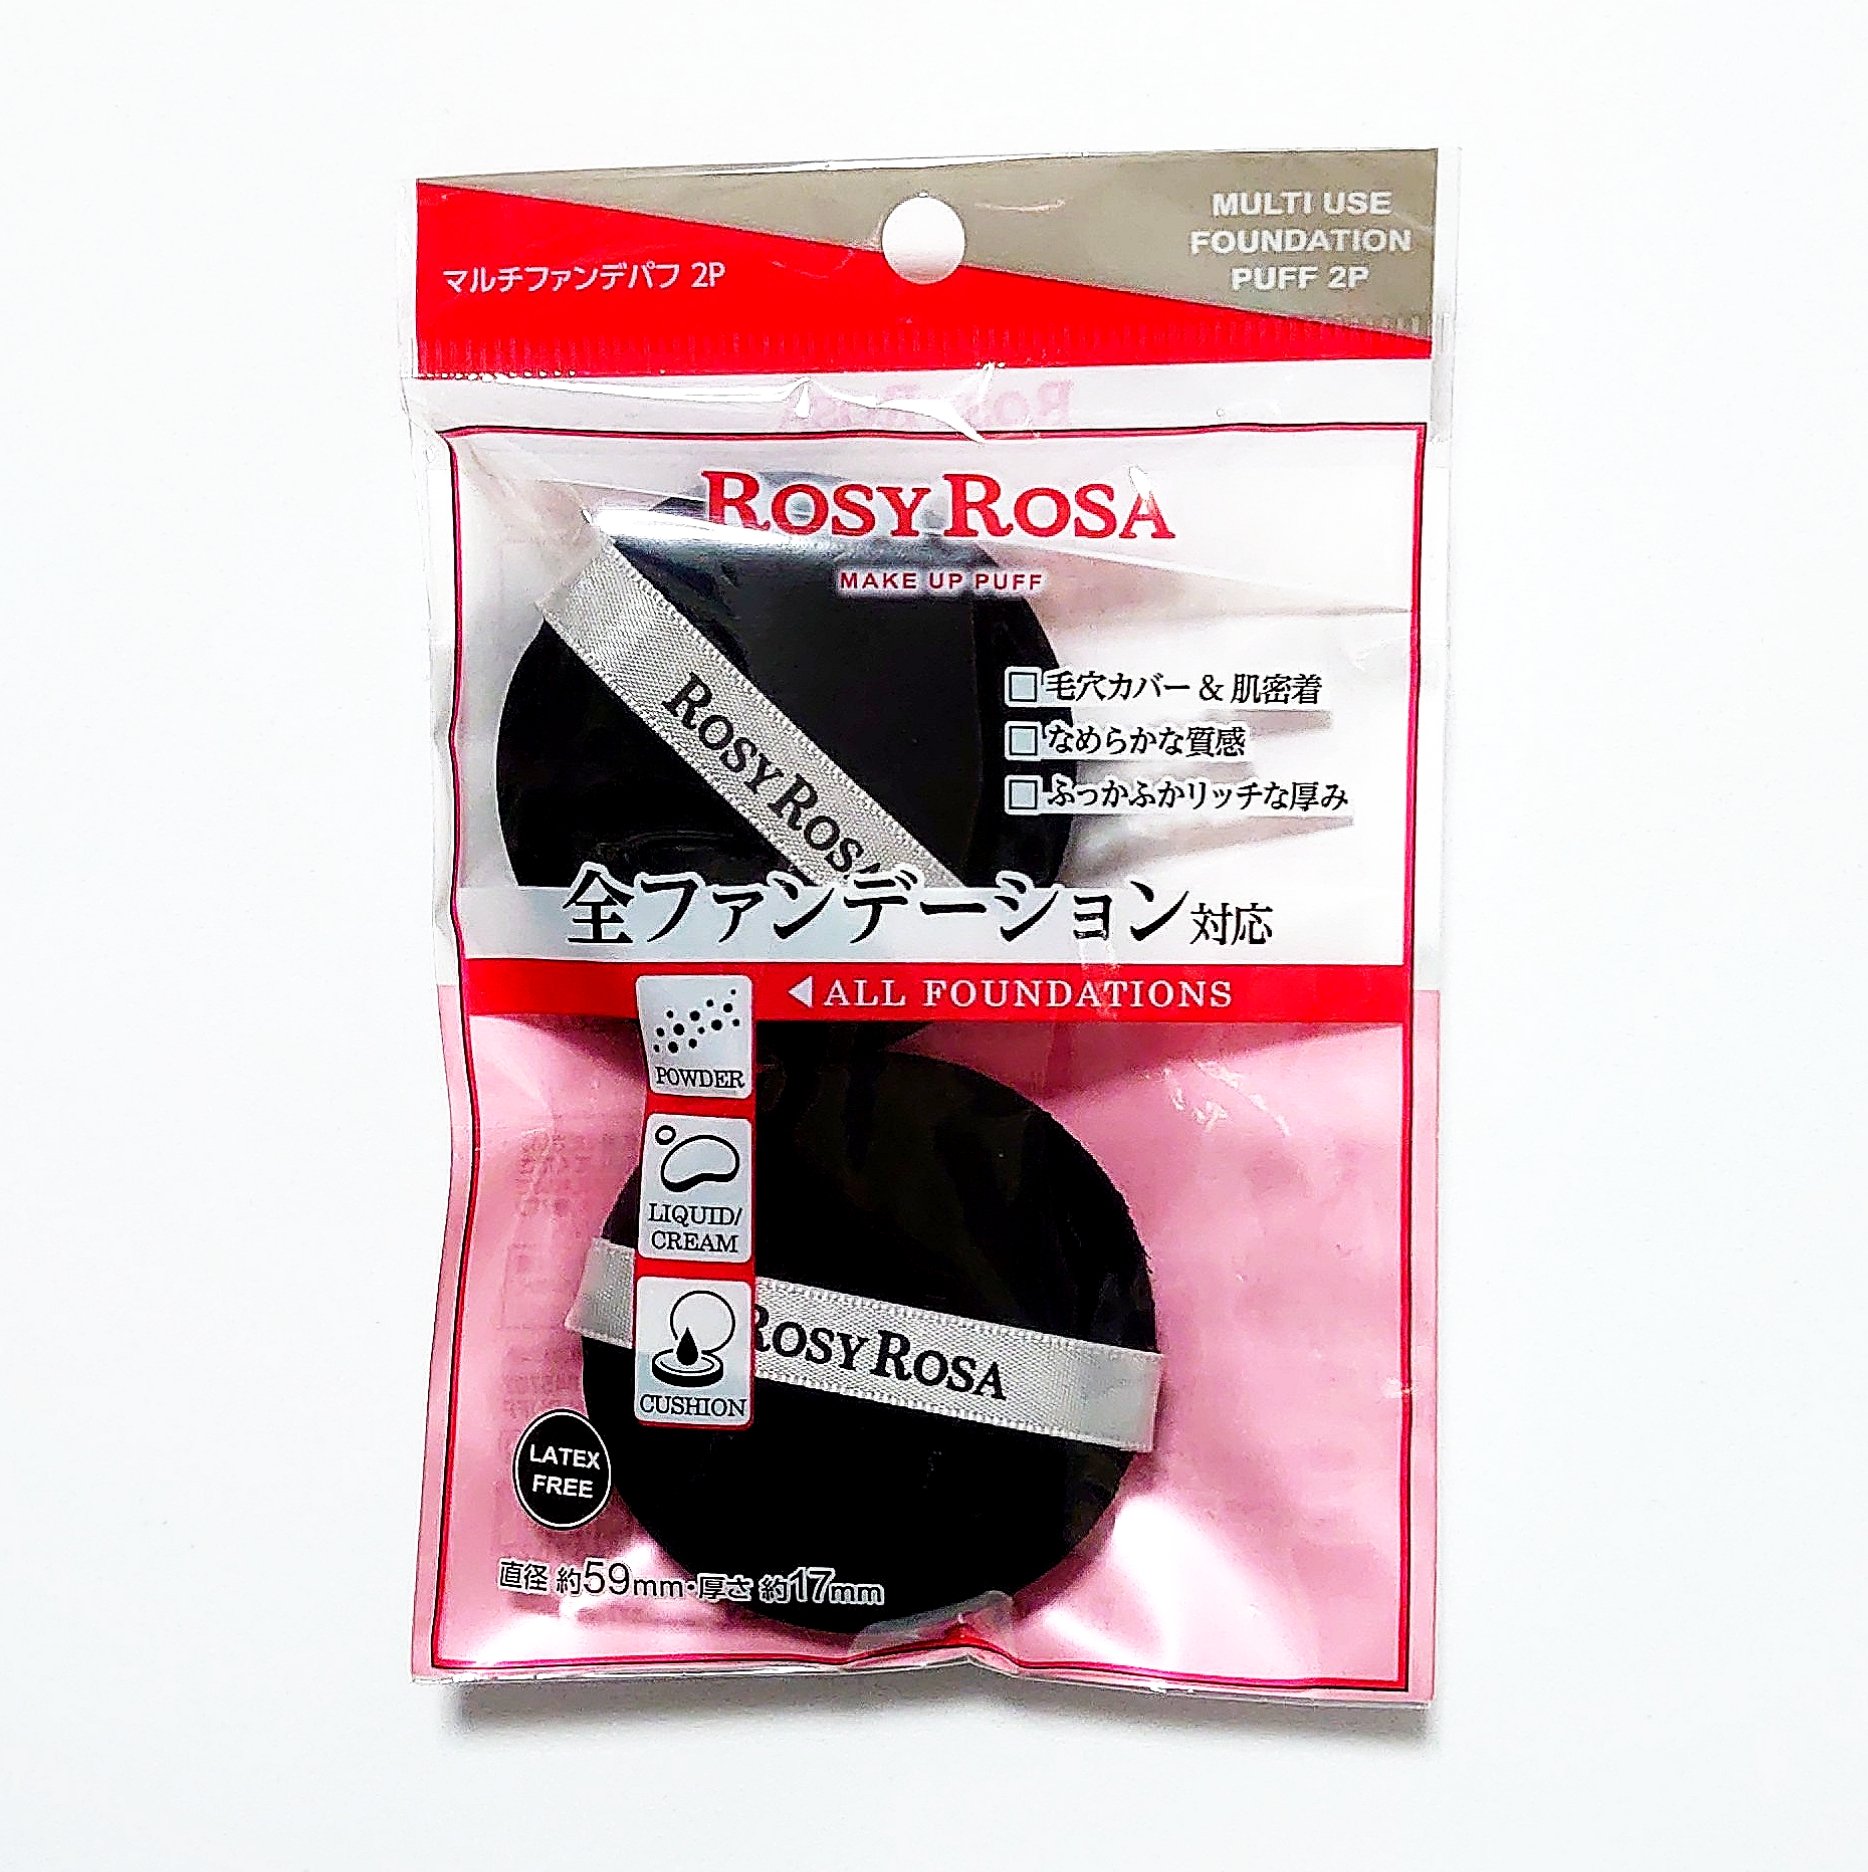 マルチファンデパフ 2P
MULTI USE
FOUNDATION
PUFF 2P
ROSY ROSA
MAKE UP PUFF
ROSY ROSA
□毛穴カバー & 肌密着
□なめらかな質感
□ふっかふかリッチな厚み
全ファンデーション対応
◀ALL FOUNDATIONS
POWDER
LIQUID/
CREAM
CUSHION
ROSY ROSA
LATEX
FREE
直径 約59mm・厚さ 約17mm